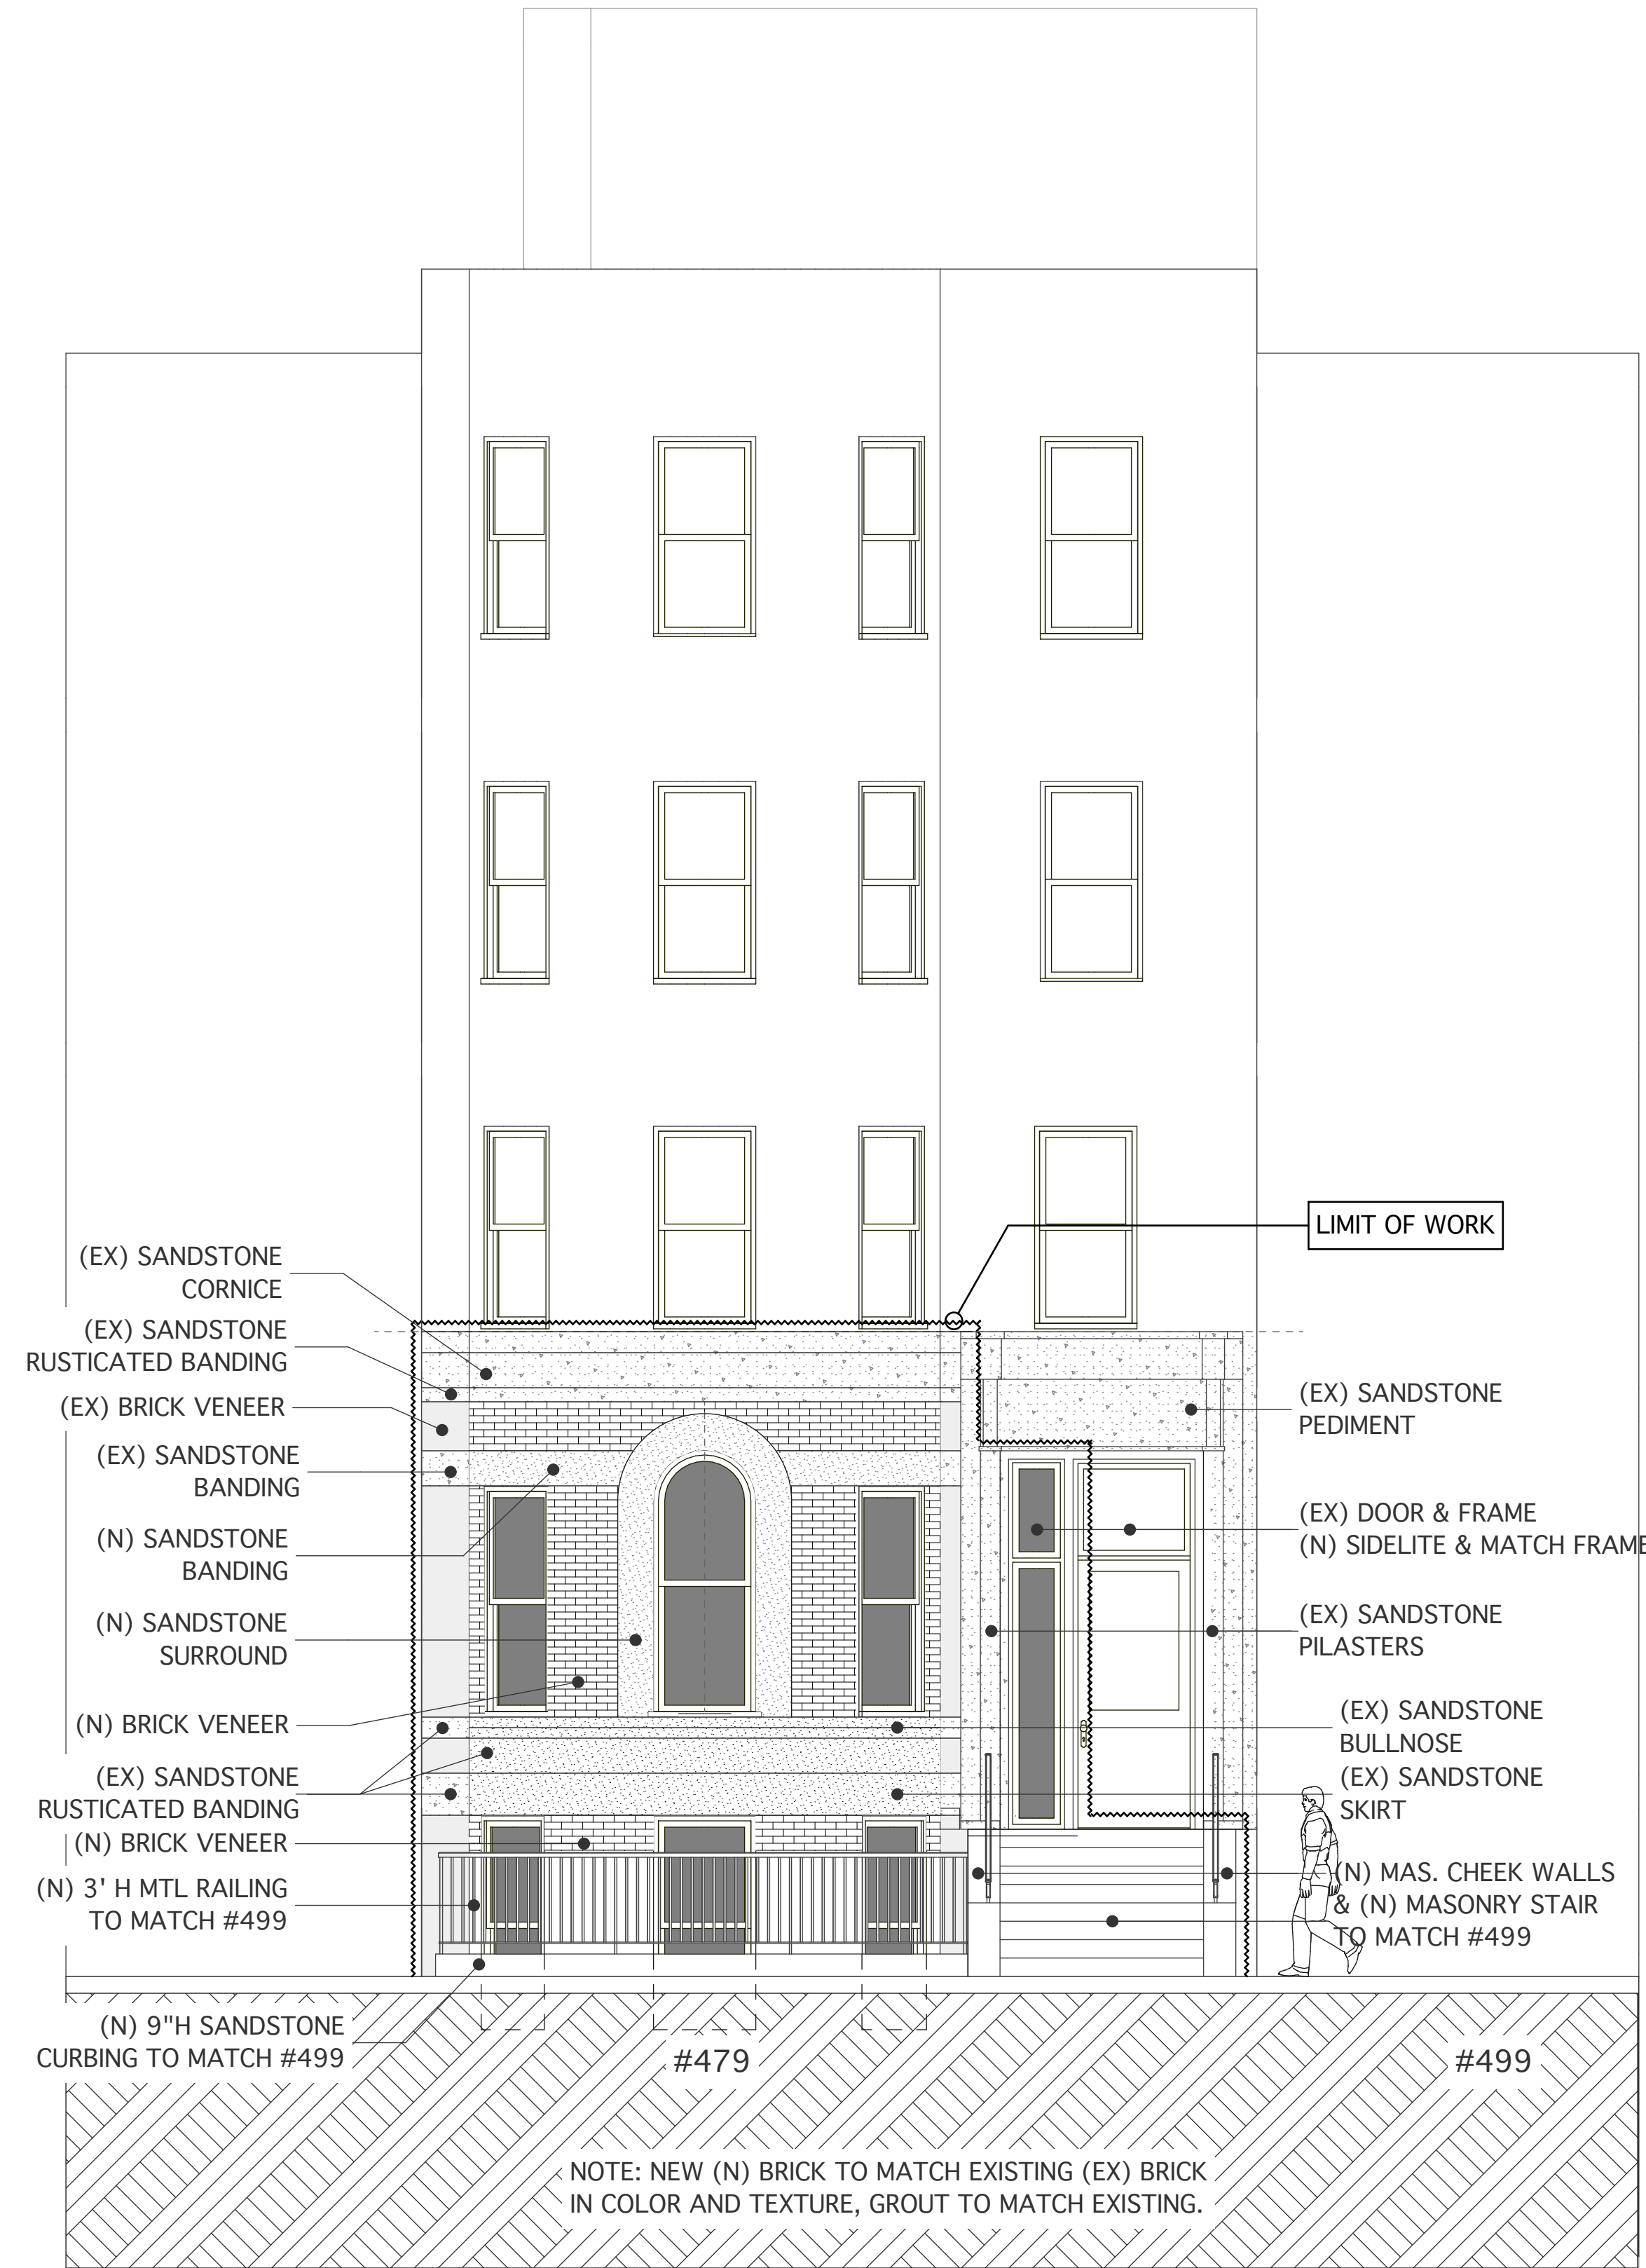 LIMIT OF WORK
(EX) SANDSTONE
CORNICE
(EX) SANDSTONE
RUSTICATED BANDING
(EX) BRICK VENEER
(EX) SANDSTONE
BANDING
(N) SANDSTONE
BANDING
(N) SANDSTONE
SURROUND
(N) BRICK VENEER
(EX) SANDSTONE
RUSTICATED BANDING
(N) BRICK VENEER
(N) 3' H MTL RAILING
TO MATCH #499
(N) 9"H SANDSTONE
CURBING TO MATCH #499
(EX) SANDSTONE
PEDIMENT
(EX) DOOR & FRAME
(N) SIDELITE & MATCH FRAME
(EX) SANDSTONE
PILASTERS
(EX) SANDSTONE
BULLNOSE
(EX) SANDSTONE
SKIRT
(N) MAS. CHEEK WALLS
& (N) MASONRY STAIR
TO MATCH #499
#479
#499
NOTE: NEW (N) BRICK TO MATCH EXISTING (EX) BRICK
IN COLOR AND TEXTURE, GROUT TO MATCH EXISTING.